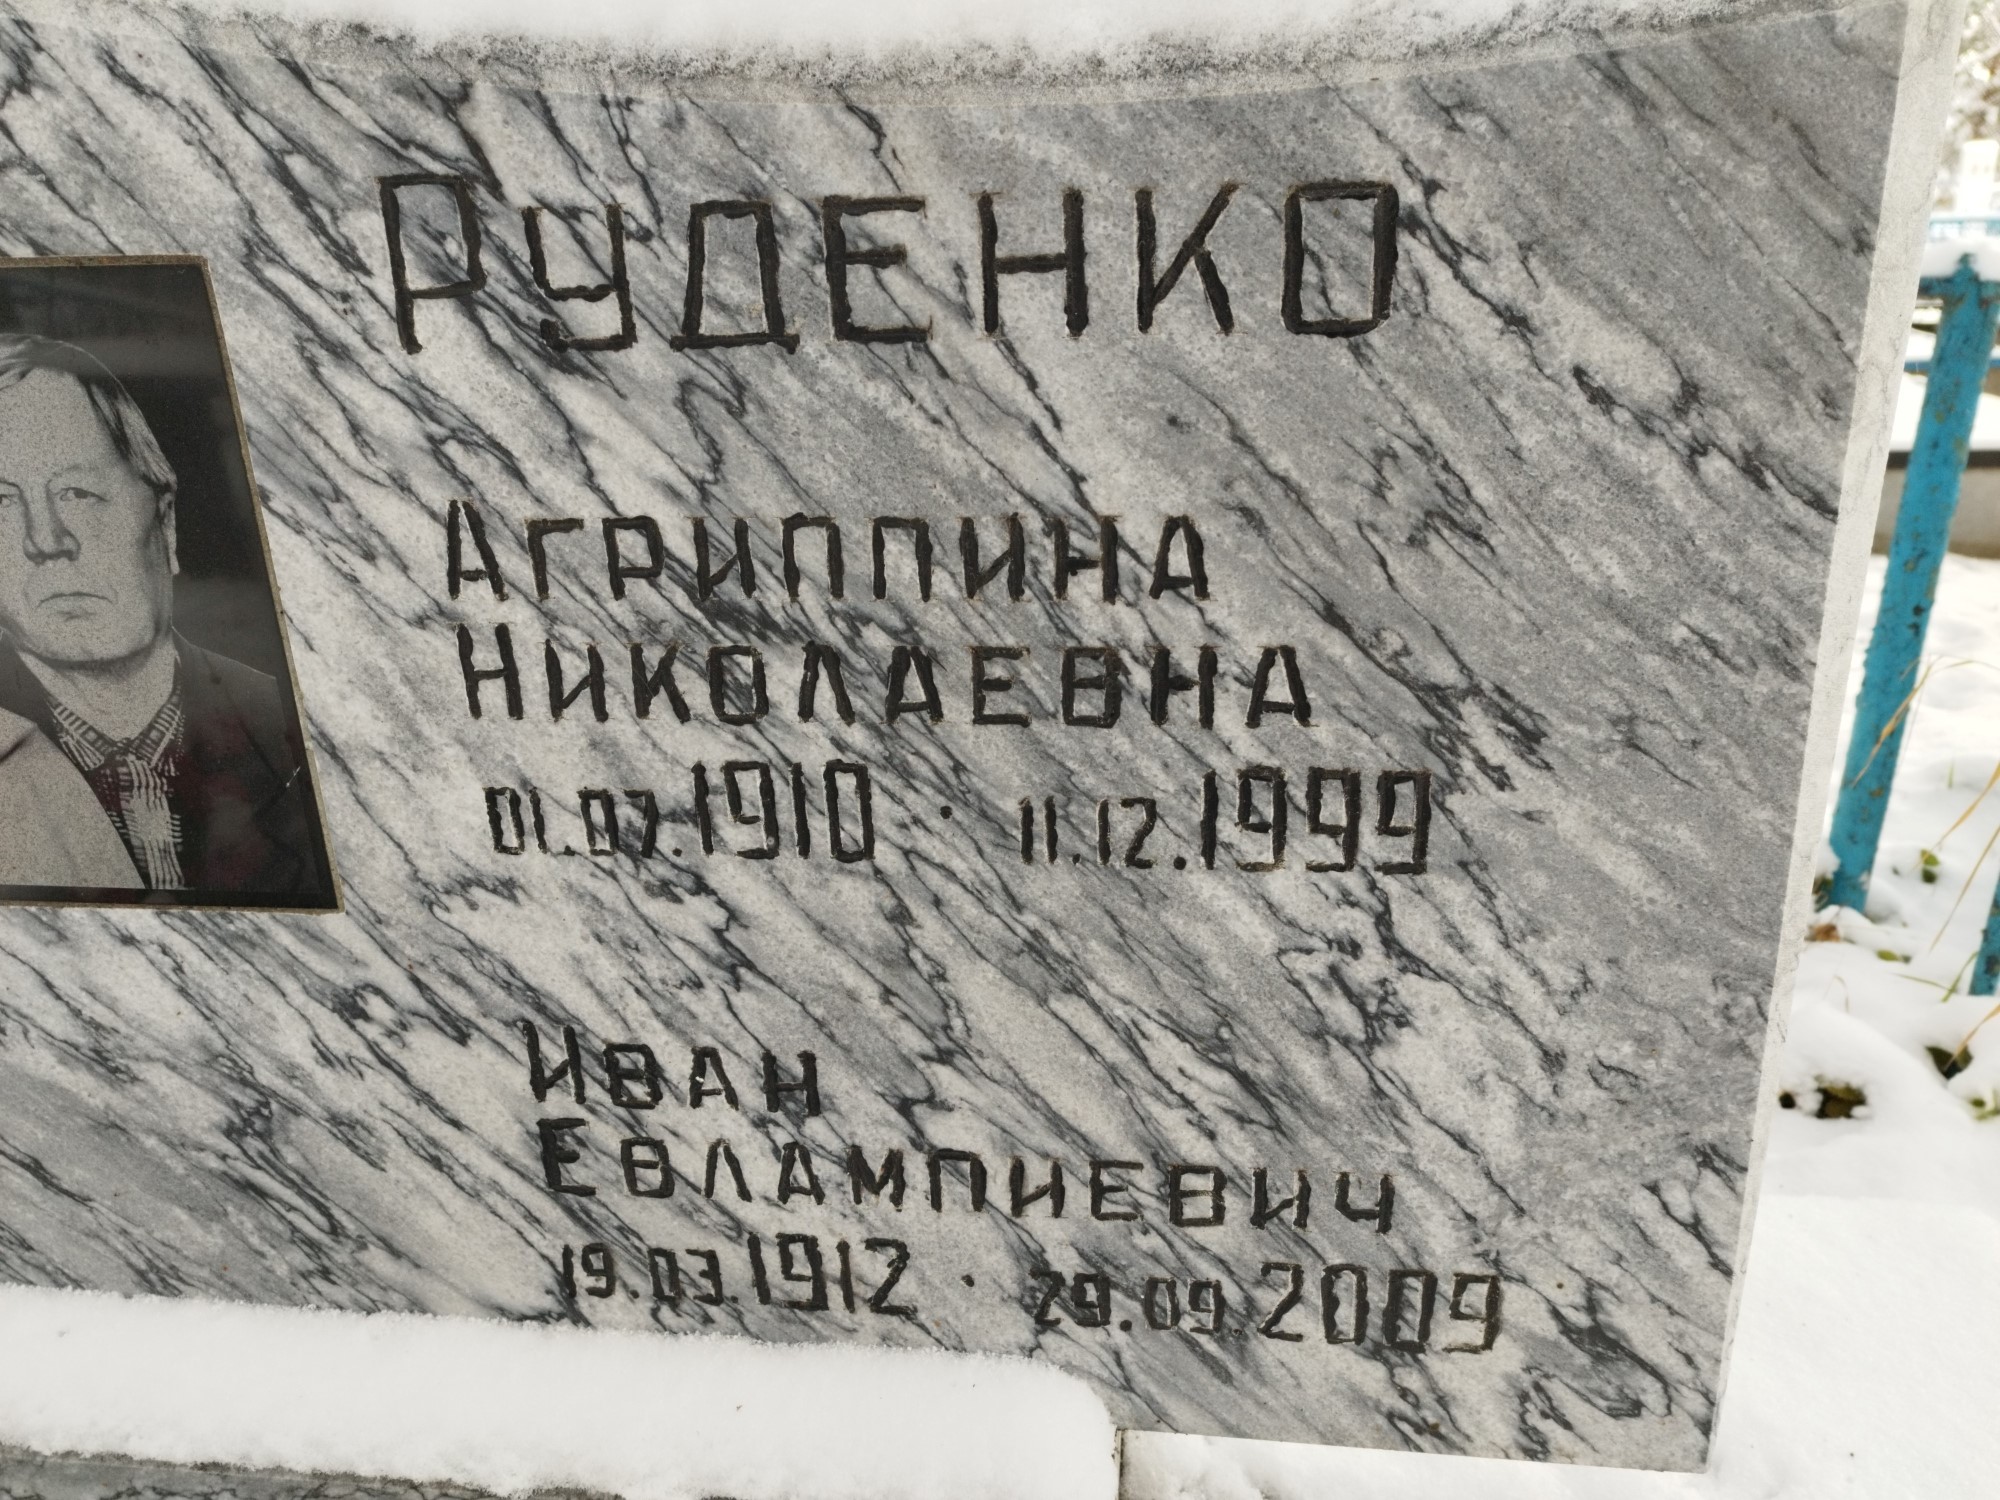 РУДЕНКО
АГРИППИНА
НИКОЛАЕВНА
01.07.1910 · 11.12.1999
ИВАН
ЕВЛАМПИЕВИЧ
19.03.1912 · 29.09.2009